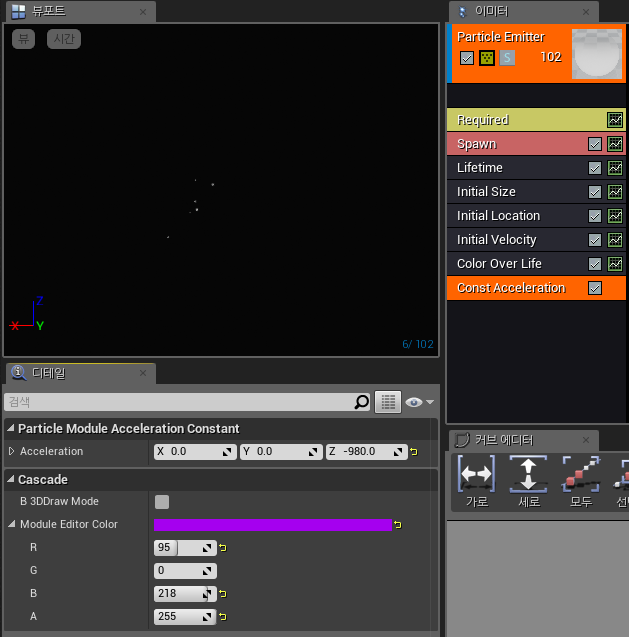 뷰포트
뷰 시간
Z
X Y
6/ 102
디테일
검색
Particle Module Acceleration Constant
Acceleration X 0.0 Y 0.0 Z -980.0
Cascade
B 3DDraw Mode
Module Editor Color
R 95
G 0
B 218
A 255
이미터
Particle Emitter
S 102
Required
Spawn
Lifetime
Initial Size
Initial Location
Initial Velocity
Color Over Life
Const Acceleration
커브 에디터
가로 세로 모두